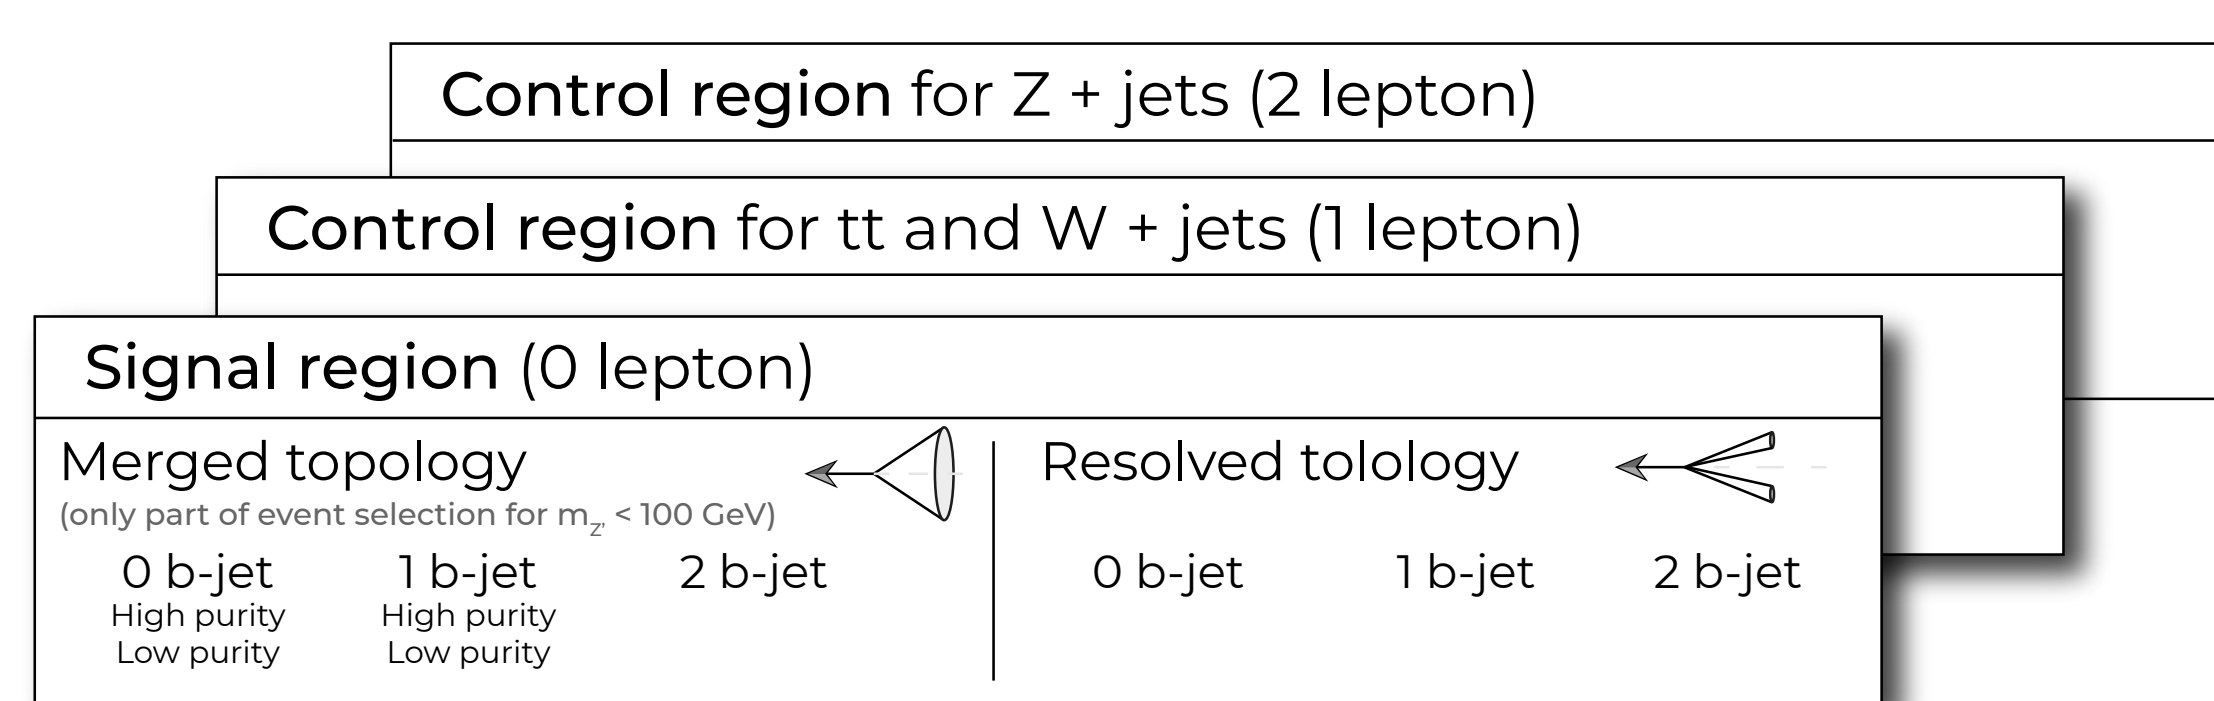 Control region for Z + jets (2 lepton)
Control region for tt and W + jets (1 lepton)
Signal region (0 lepton)
Merged topology
(only part of event selection for mZ' < 100 GeV)
0 b-jet
High purity
Low purity
1 b-jet
High purity
Low purity
2 b-jet
Resolved tolology
0 b-jet
1 b-jet
2 b-jet